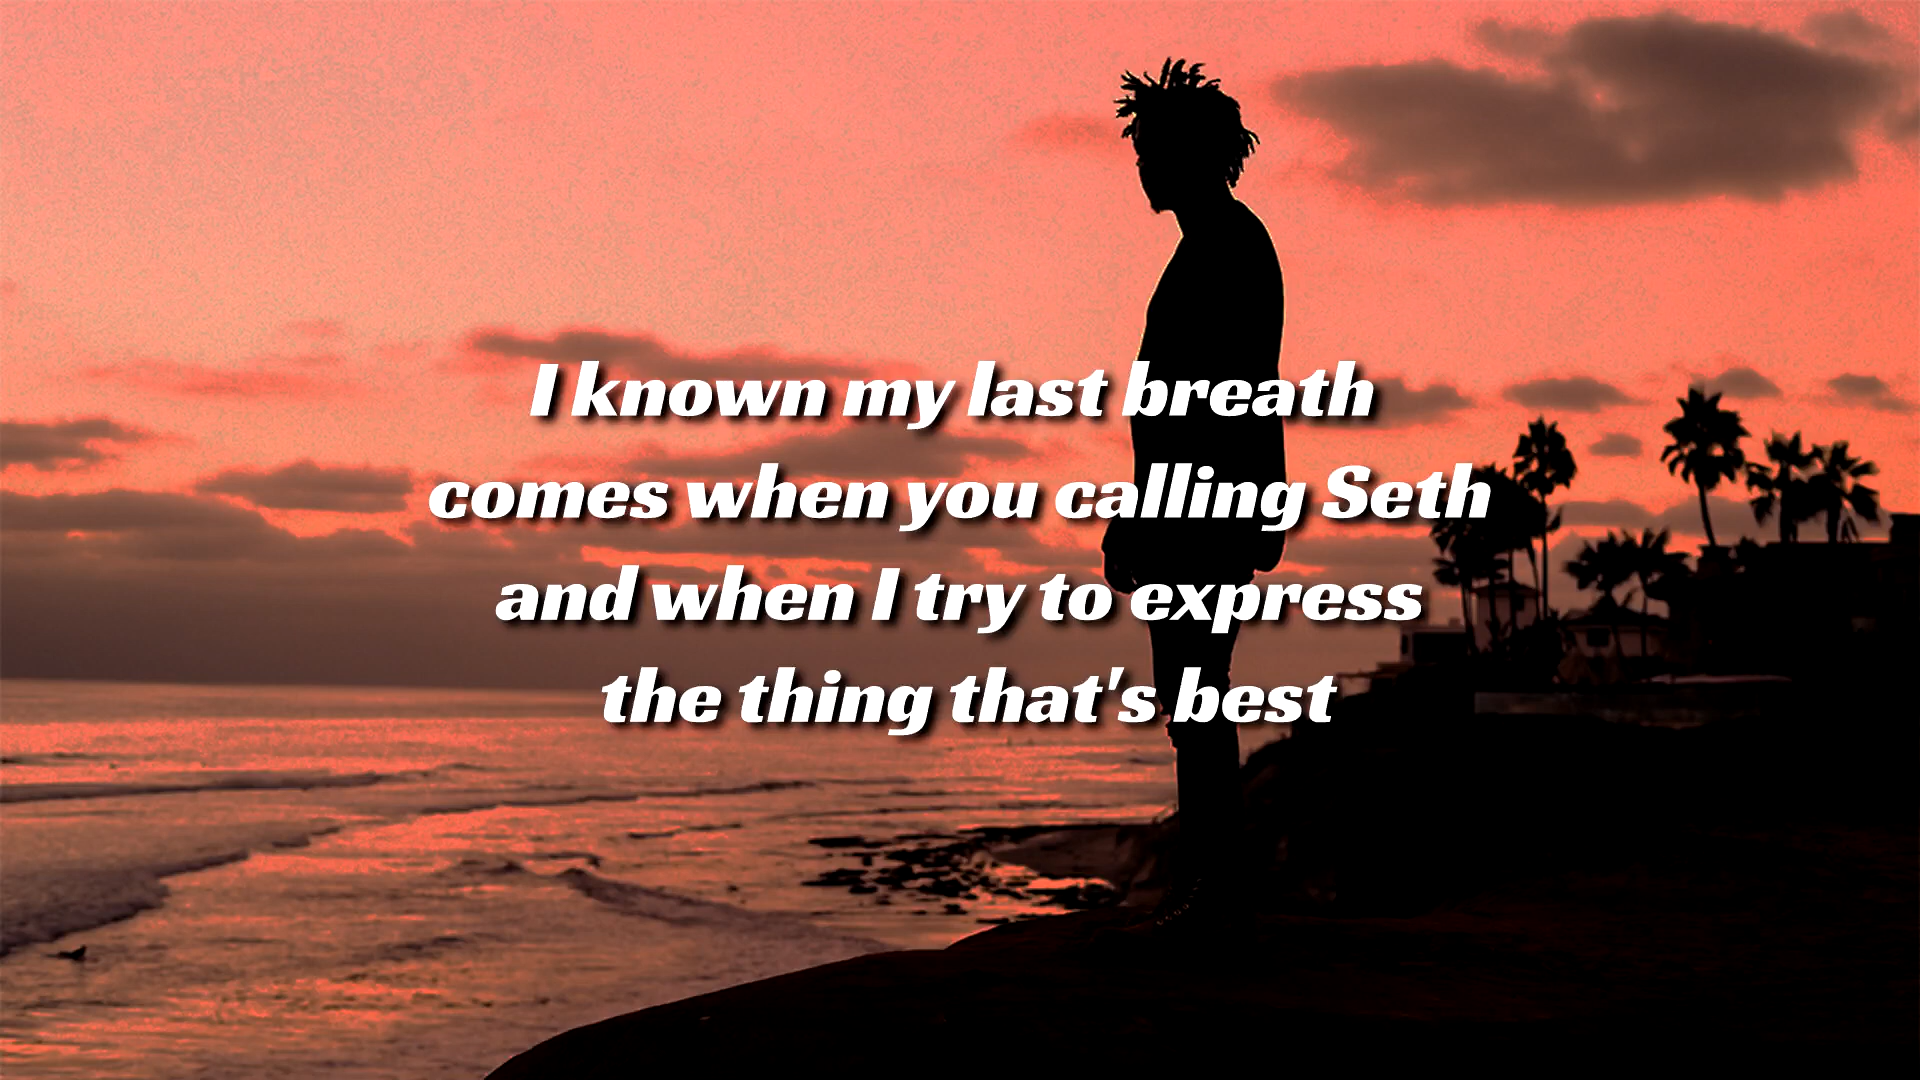 I known my last breath
comes when you calling Seth
and when I try to express
the thing that's best